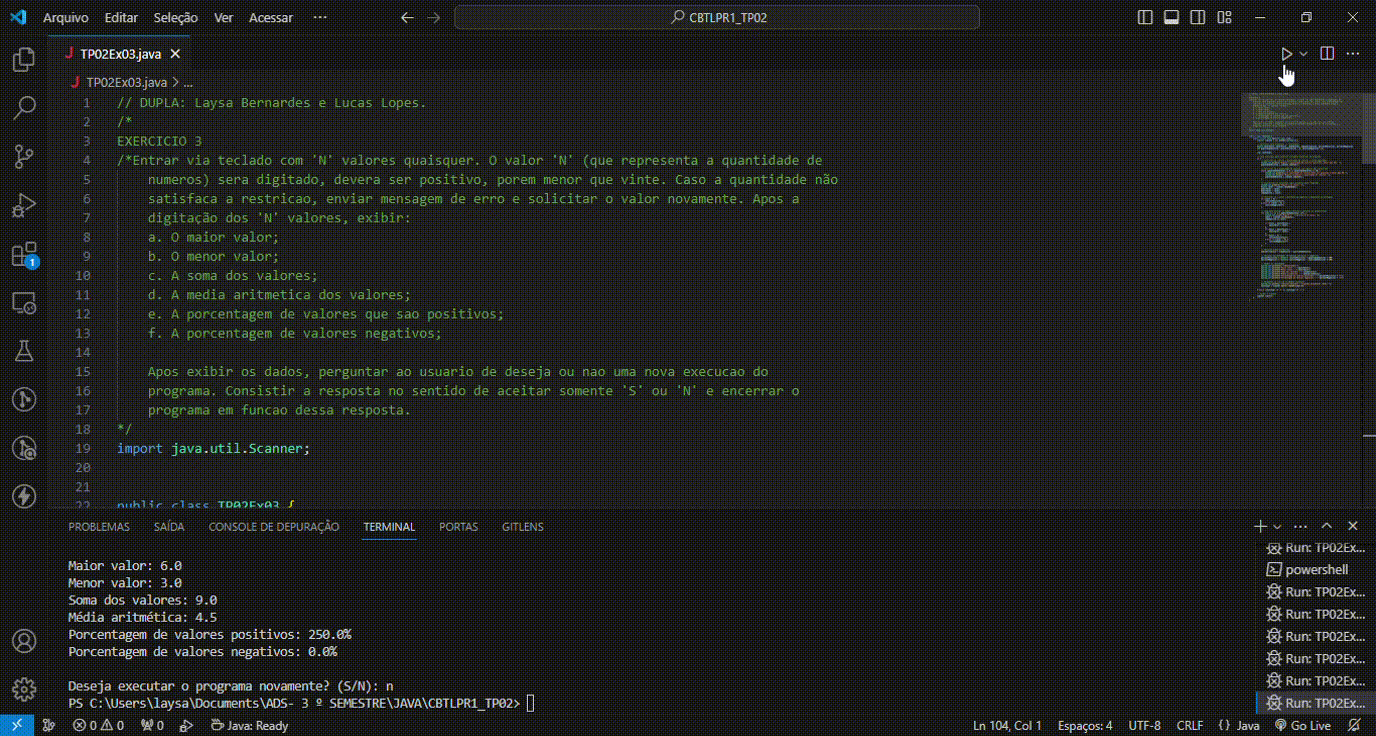 Arquivo Editar Seleção Ver Acessar ···
CBTLPR1_TP02
J TP02Ex03.java
J TP02Ex03.java > ...
1 // DUPLA: Laysa Bernardes e Lucas Lopes.
2 /*
3 EXERCICIO 3
4 /*Entrar via teclado com 'N' valores quaisquer. O valor 'N' (que representa a quantidade de
5 numeros) sera digitado, devera ser positivo, porem menor que vinte. Caso a quantidade não
6 satisfaca a restricao, enviar mensagem de erro e solicitar o valor novamente. Apos a
7 digitação dos 'N' valores, exibir:
8 a. O maior valor;
9 b. O menor valor;
10 c. A soma dos valores;
11 d. A media aritmetica dos valores;
12 e. A porcentagem de valores que sao positivos;
13 f. A porcentagem de valores negativos;
14
15 Apos exibir os dados, perguntar ao usuario de deseja ou nao uma nova execucao do
16 programa. Consistir a resposta no sentido de aceitar somente 'S' ou 'N' e encerrar o
17 programa em funcao dessa resposta.
18 */
19 import java.util.Scanner;
20
21
22 public class TP02Ex03 {
1
PROBLEMAS SAÍDA CONSOLE DE DEPURAÇÃO TERMINAL PORTAS GITLENS
Maior valor: 6.0
Menor valor: 3.0
Soma dos valores: 9.0
Média aritmética: 4.5
Porcentagem de valores positivos: 250.0%
Porcentagem de valores negativos: 0.0%
Deseja executar o programa novamente? (S/N): n
PS C:\Users\laysa\Documents\ADS- 3 º SEMESTRE\JAVA\CBTLPR1_TP02>
Run: TP02Ex...
powershell
Run: TP02Ex...
Run: TP02Ex...
Run: TP02Ex...
Run: TP02Ex...
Run: TP02Ex...
Run: TP02Ex...
0 0 0 Java: Ready Ln 104, Col 1 Espaços: 4 UTF-8 CRLF {} Java Go Live